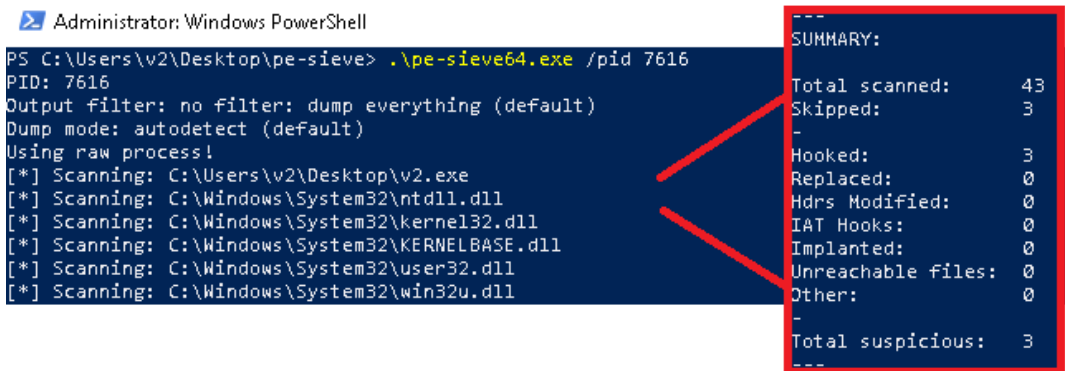 Administrator: Windows PowerShell
PS C:\Users\v2\Desktop\pe-sieve> .\pe-sieve64.exe /pid 7616
PID: 7616
Output filter: no filter: dump everything (default)
Dump mode: autodetect (default)
Using raw process!
[*] Scanning: C:\Users\v2\Desktop\v2.exe
[*] Scanning: C:\Windows\System32\ntdll.dll
[*] Scanning: C:\Windows\System32\kernel32.dll
[*] Scanning: C:\Windows\System32\KERNELBASE.dll
[*] Scanning: C:\Windows\System32\user32.dll
[*] Scanning: C:\Windows\System32\win32u.dll
---
SUMMARY:
Total scanned: 43
Skipped: 3
-
Hooked: 3
Replaced: 0
Hdrs Modified: 0
IAT Hooks: 0
Implanted: 0
Unreachable files: 0
Other: 0
-
Total suspicious: 3
---